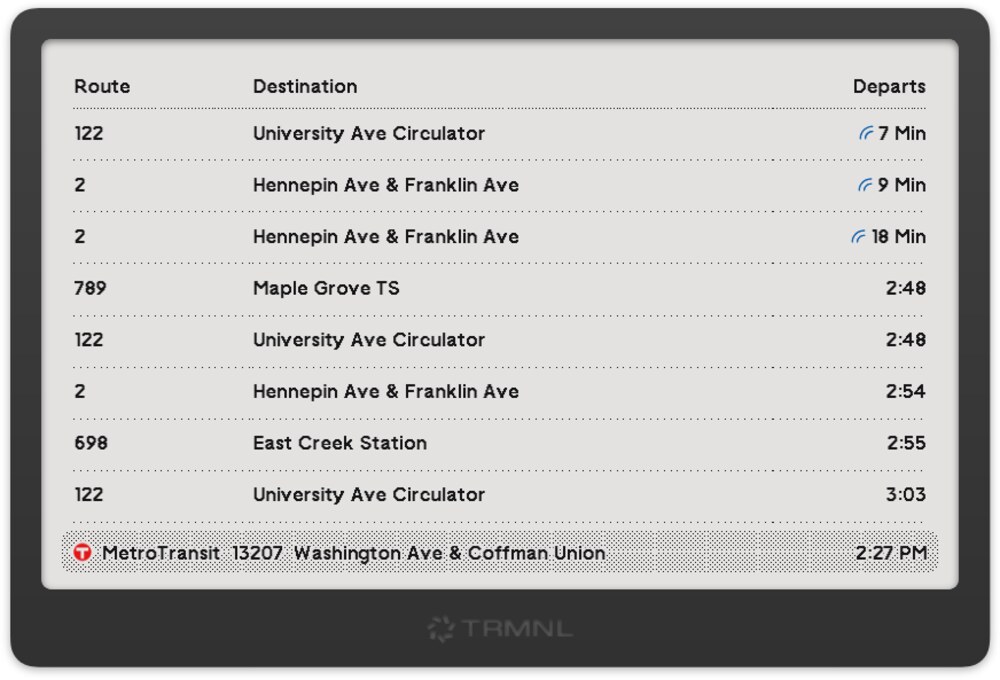 Route Destination Departs
122 University Ave Circulator 7 Min
2 Hennepin Ave & Franklin Ave 9 Min
2 Hennepin Ave & Franklin Ave 18 Min
789 Maple Grove TS 2:48
122 University Ave Circulator 2:48
2 Hennepin Ave & Franklin Ave 2:54
698 East Creek Station 2:55
122 University Ave Circulator 3:03
T MetroTransit 13207 Washington Ave & Coffman Union 2:27 PM
TRMNL